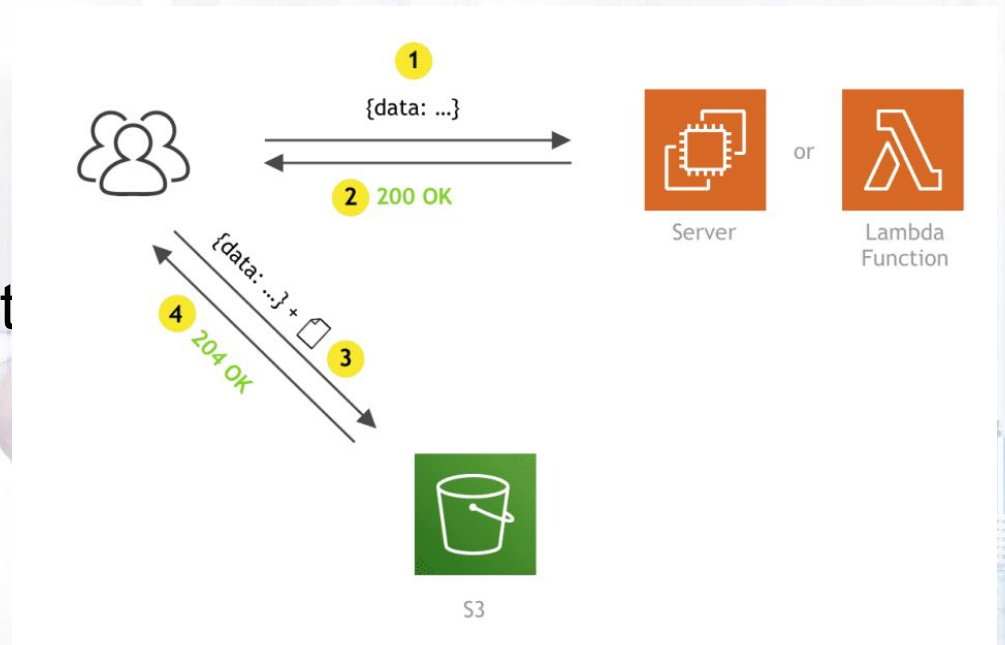 1
{data: ...}
2 200 OK
or
Server
Lambda
Function
{data: ...} +
3
4
204 OK
t
S3